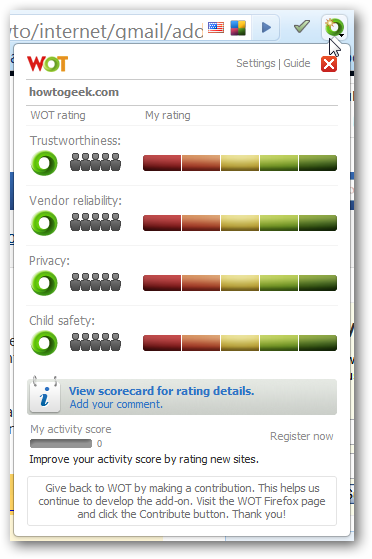 to/internet/gmail/add
WOT
Settings | Guide
howtogeek.com
WOT rating My rating
Trustworthiness:
Vendor reliability:
Privacy:
Child safety:
i View scorecard for rating details.
Add your comment.
My activity score
0
Register now
Improve your activity score by rating new sites.
Give back to WOT by making a contribution. This helps us
continue to develop the add-on. Visit the WOT Firefox page
and click the Contribute button. Thank you!